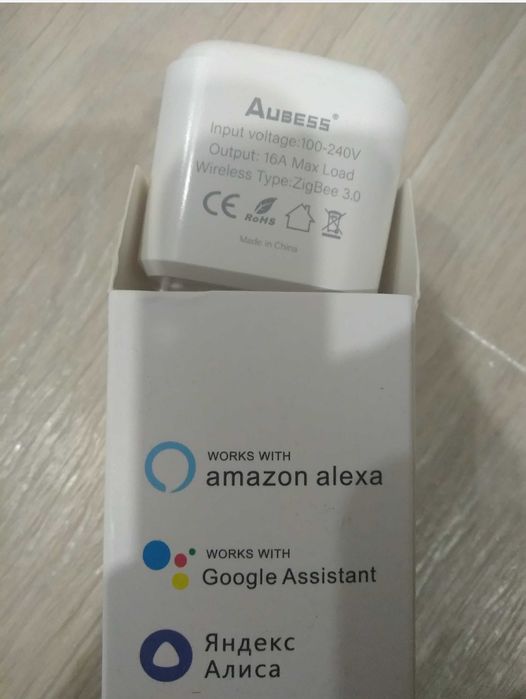 AUBESS®
Input voltage:100-240V
Output: 16A Max Load
Wireless Type:ZigBee 3.0
CE RoHS
Made in China
WORKS WITH
amazon alexa
WORKS WITH
Google Assistant
Яндекс
Алиса